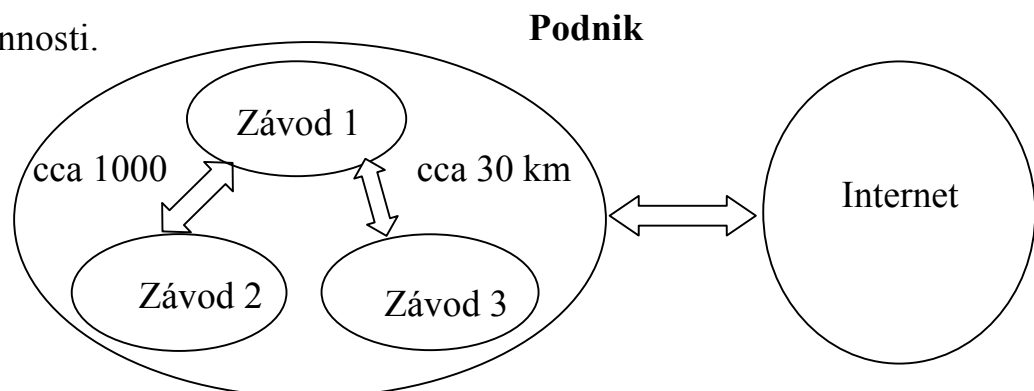 nnosti.
Podnik
Závod 1
cca 1000
cca 30 km
Internet
Závod 2
Závod 3